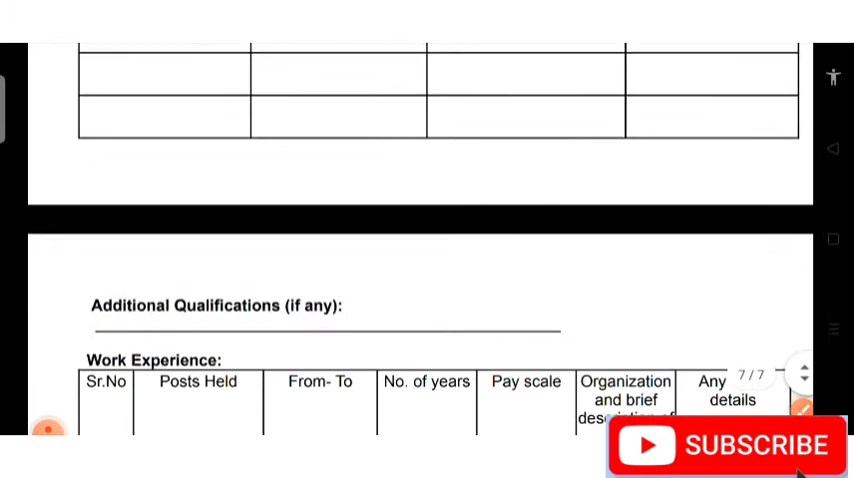 Additional Qualifications (if any):
Work Experience:
Sr.No Posts Held From- To No. of years Pay scale Organization Any
and brief details
7/7
SUBSCRIBE